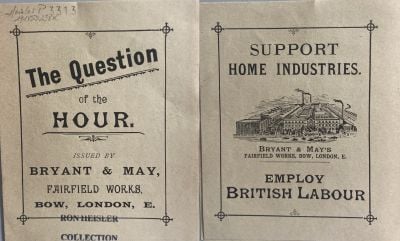 P 3313
The Question
of the
HOUR.
ISSUED BY
BRYANT & MAY,
FAIRFIELD WORKS,
BOW, LONDON, E.
RON HEISLER
COLLECTION
SUPPORT
HOME INDUSTRIES.
BRYANT & MAY'S
FAIRFIELD WORKS, BOW, LONDON, E.
EMPLOY
BRITISH LABOUR